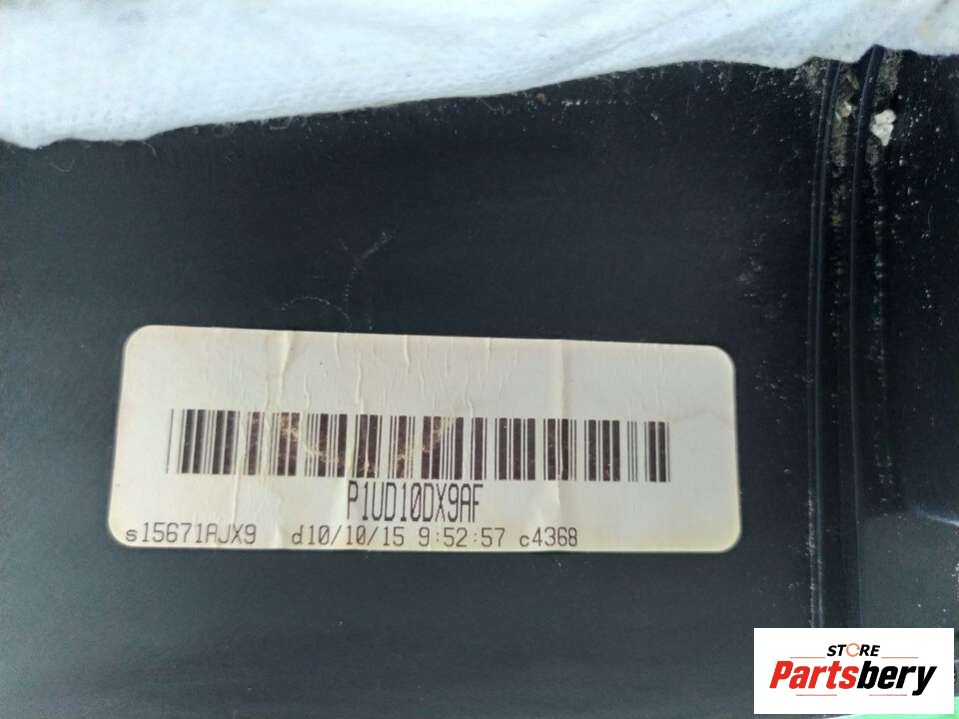 P1UD10DX9AF
s15671AJX9 d10/10/15 9:52:57 c4368
STORE
Partsbery